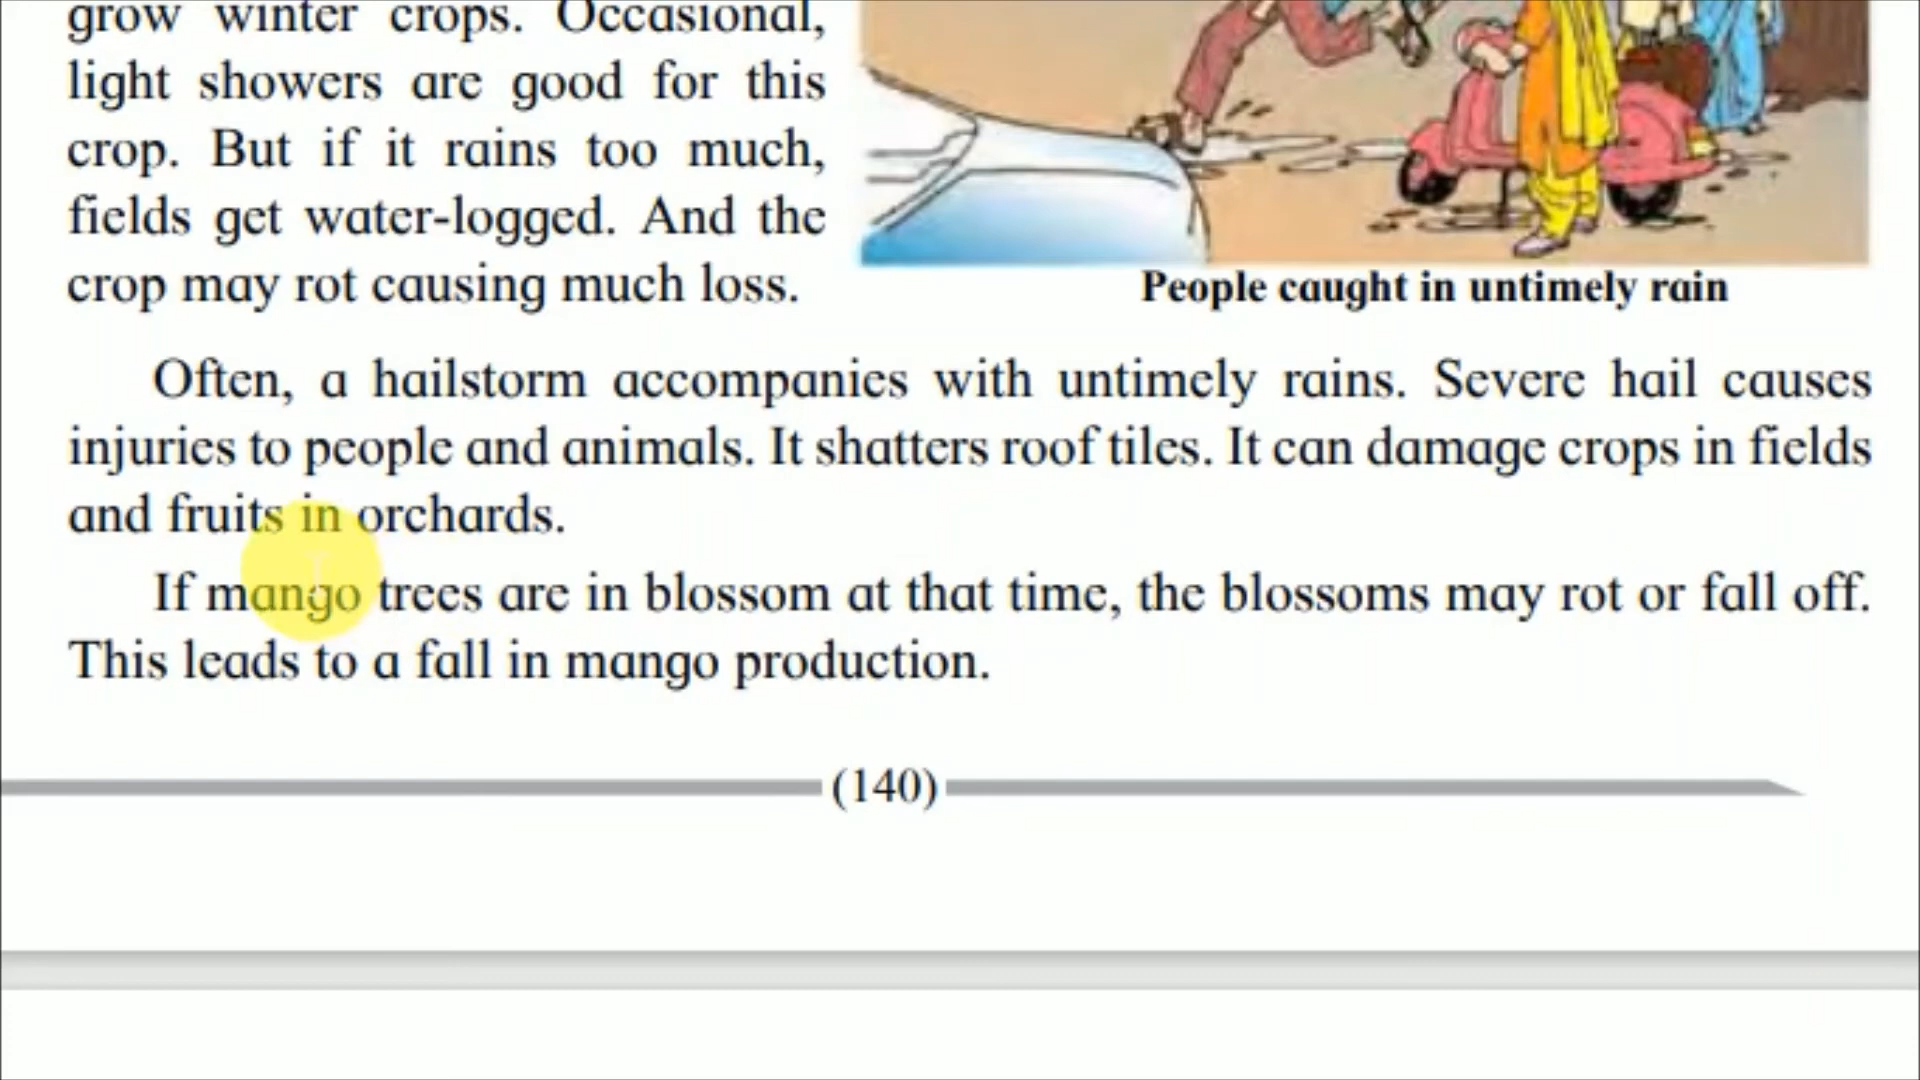 grow winter crops. Occasional,
light showers are good for this
crop. But if it rains too much,
fields get water-logged. And the
crop may rot causing much loss.
People caught in untimely rain
Often, a hailstorm accompanies with untimely rains. Severe hail causes
injuries to people and animals. It shatters roof tiles. It can damage crops in fields
and fruits in orchards.
If mango trees are in blossom at that time, the blossoms may rot or fall off.
This leads to a fall in mango production.
(140)